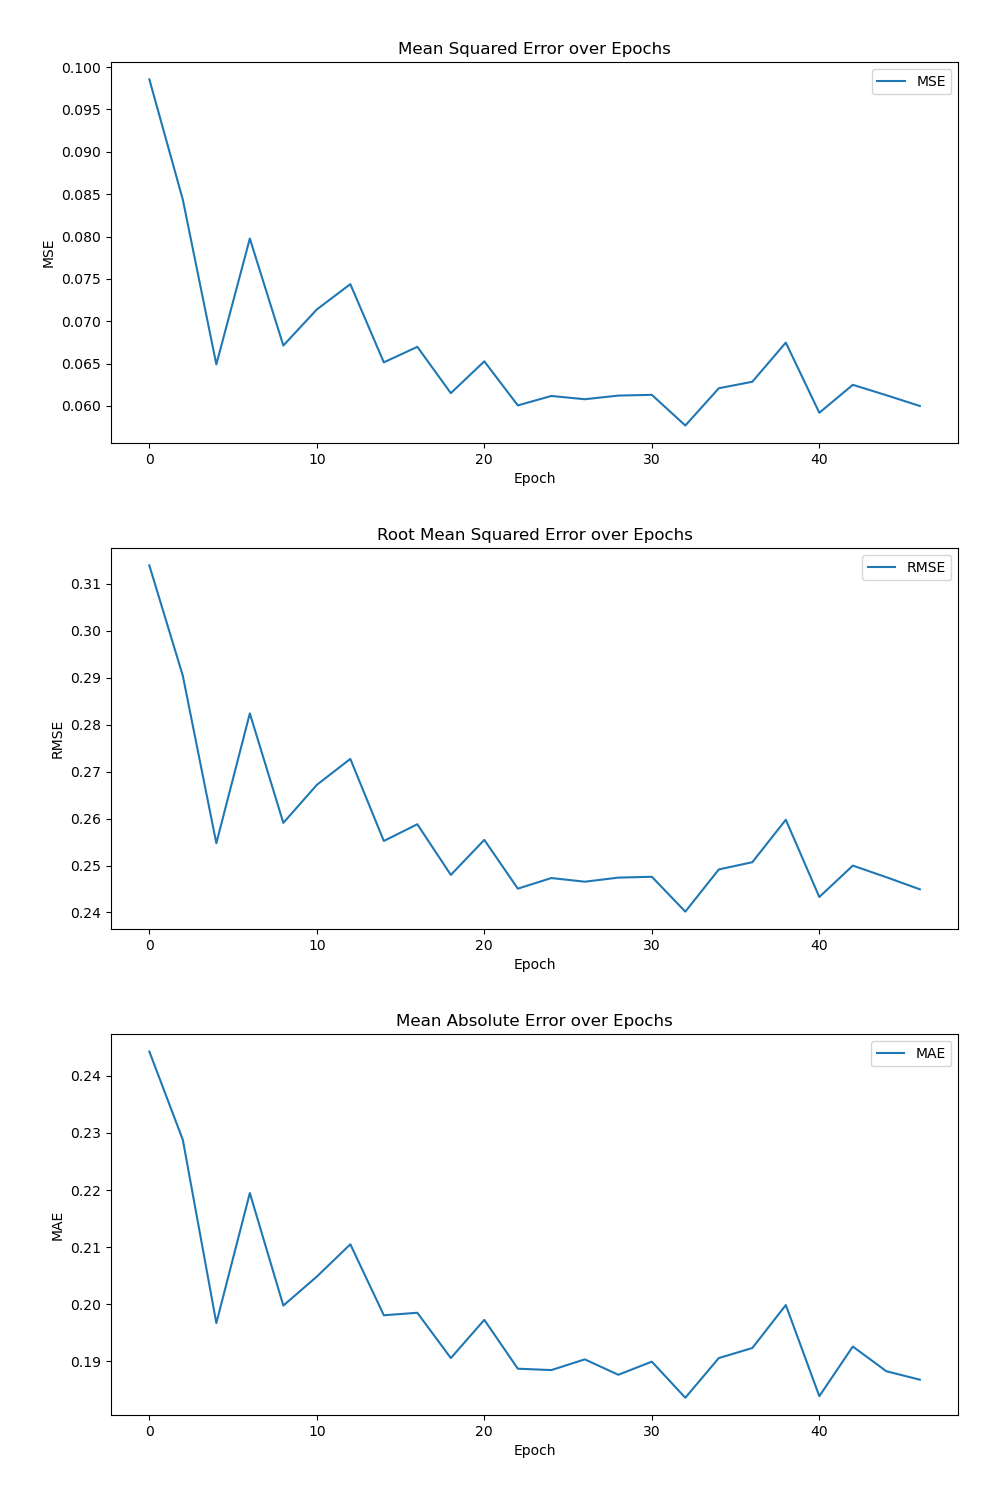 Mean Squared Error over Epochs
MSE
0.100
0.095
0.090
0.085
0.080
0.075
0.070
0.065
0.060
MSE
0 10 20 30 40
Epoch
Root Mean Squared Error over Epochs
RMSE
0.31
0.30
0.29
0.28
0.27
0.26
0.25
0.24
RMSE
0 10 20 30 40
Epoch
Mean Absolute Error over Epochs
MAE
0.24
0.23
0.22
0.21
0.20
0.19
MAE
0 10 20 30 40
Epoch